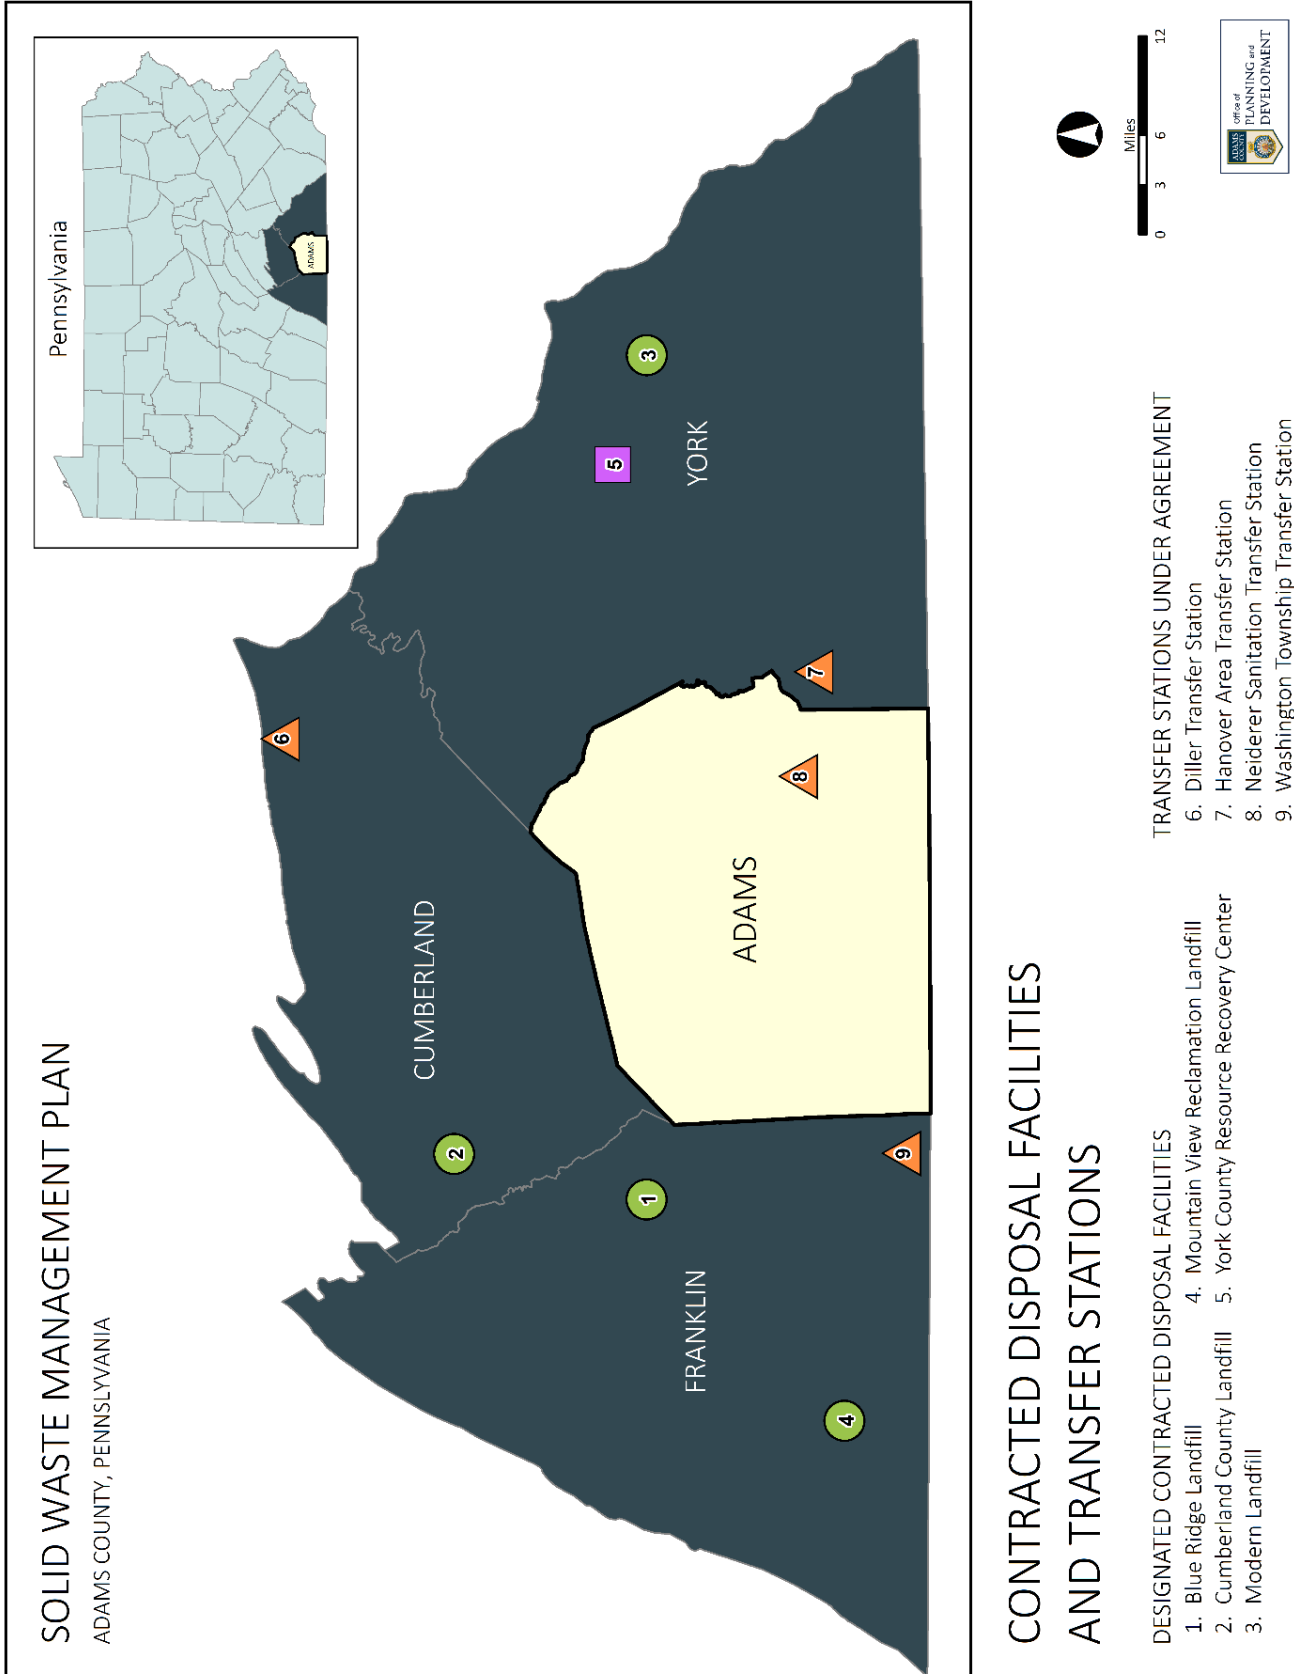 SOLID WASTE MANAGEMENT PLAN
ADAMS COUNTY, PENNSLYVANIA
Pennsylvania
ADAMS
CUMBERLAND
FRANKLIN
ADAMS
YORK
1
2
3
4
5
6
7
8
9
CONTRACTED DISPOSAL FACILITIES
AND TRANSFER STATIONS
DESIGNATED CONTRACTED DISPOSAL FACILITIES
1. Blue Ridge Landfill
2. Cumberland County Landfill
3. Modern Landfill
4. Mountain View Reclamation Landfill
5. York County Resource Recovery Center
TRANSFER STATIONS UNDER AGREEMENT
6. Diller Transfer Station
7. Hanover Area Transfer Station
8. Neiderer Sanitation Transfer Station
9. Washington Township Transfer Station
Miles
0 3 6 12
ADAMS
COUNTY
Office of
PLANNING and
DEVELOPMENT